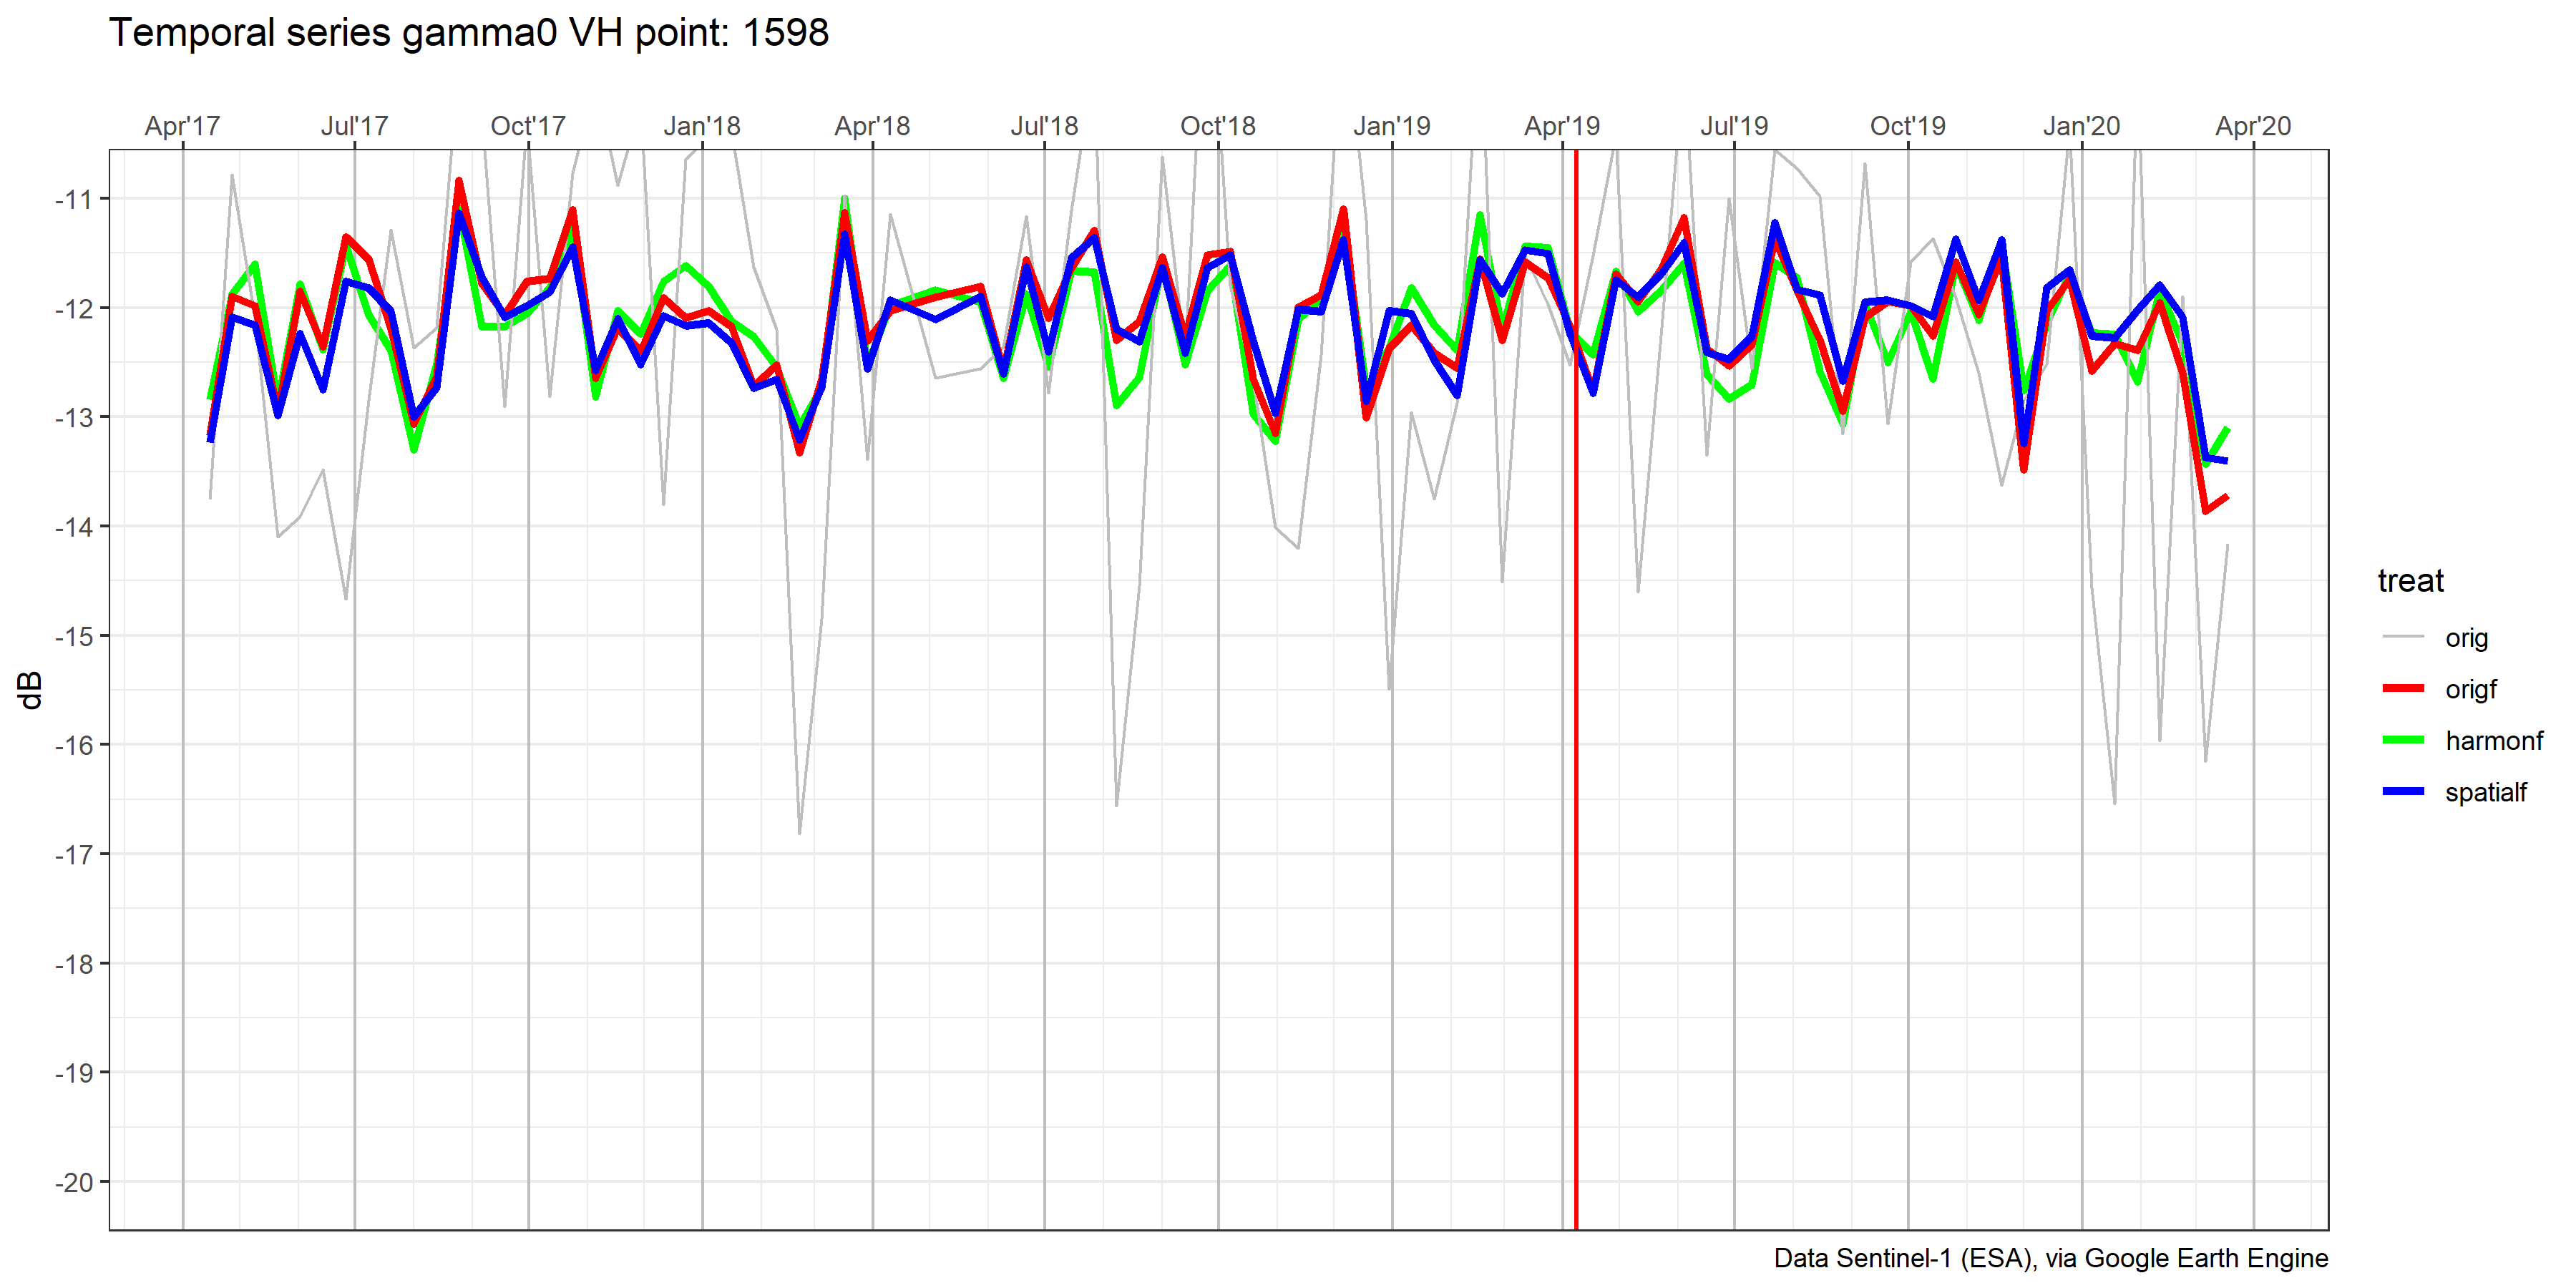 Temporal series gamma0 VH point: 1598
Apr'17 Jul'17 Oct'17 Jan'18 Apr'18 Jul'18 Oct'18 Jan'19 Apr'19 Jul'19 Oct'19 Jan'20 Apr'20
-11
-12
-13
-14
-15
-16
-17
-18
-19
-20
dB
treat
orig
origf
harmonf
spatialf
Data Sentinel-1 (ESA), via Google Earth Engine